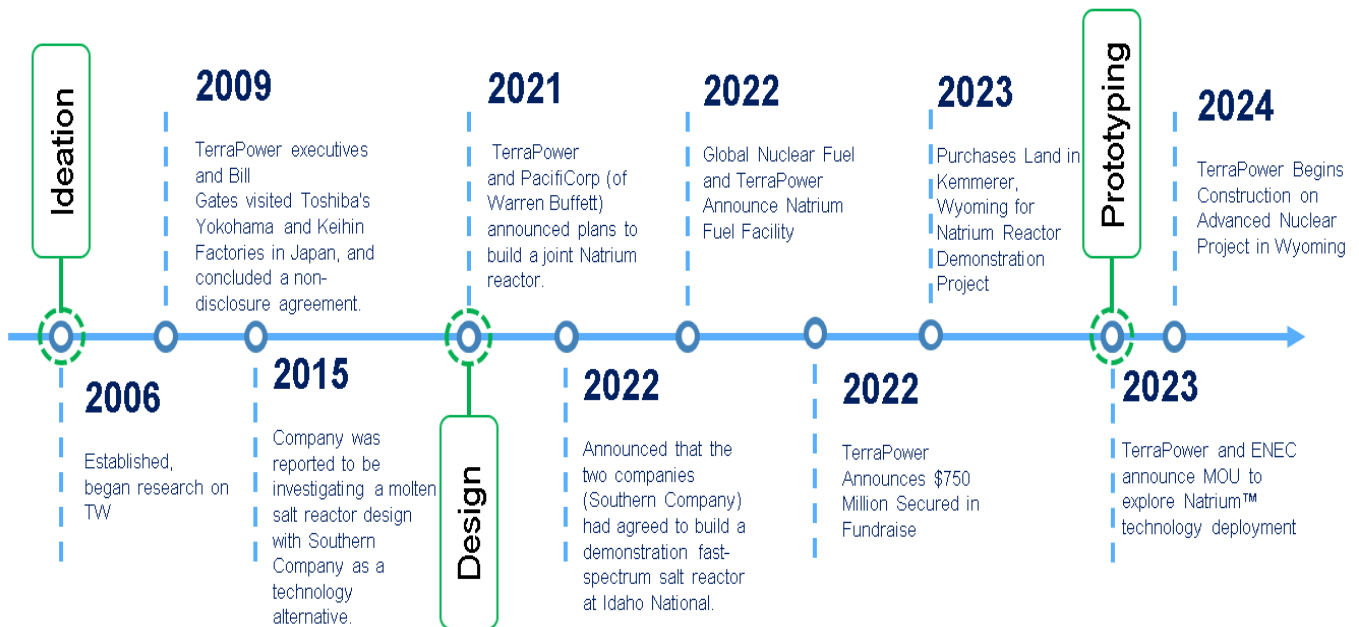 Ideation
2006
Established,
began research on
TW
2009
TerraPower executives
and Bill
Gates visited Toshiba's
Yokohama and Keihin
Factories in Japan, and
concluded a non-
disclosure agreement.
2015
Company was
reported to be
investigating a molten
salt reactor design
with Southern
Company as a
technology
alternative.
Design
2021
TerraPower
and PacifiCorp (of
Warren Buffett)
announced plans to
build a joint Natrium
reactor.
2022
Announced that the
two companies
(Southern Company)
had agreed to build a
demonstration fast-
spectrum salt reactor
at Idaho National.
2022
Global Nuclear Fuel
and TerraPower
Announce Natrium
Fuel Facility
2022
TerraPower
Announces $750
Million Secured in
Fundraise
2023
Purchases Land in
Kemmerer,
Wyoming for
Natrium Reactor
Demonstration
Project
Prototyping
2023
TerraPower and ENEC
announce MOU to
explore Natrium™
technology deployment
2024
TerraPower Begins
Construction on
Advanced Nuclear
Project in Wyoming